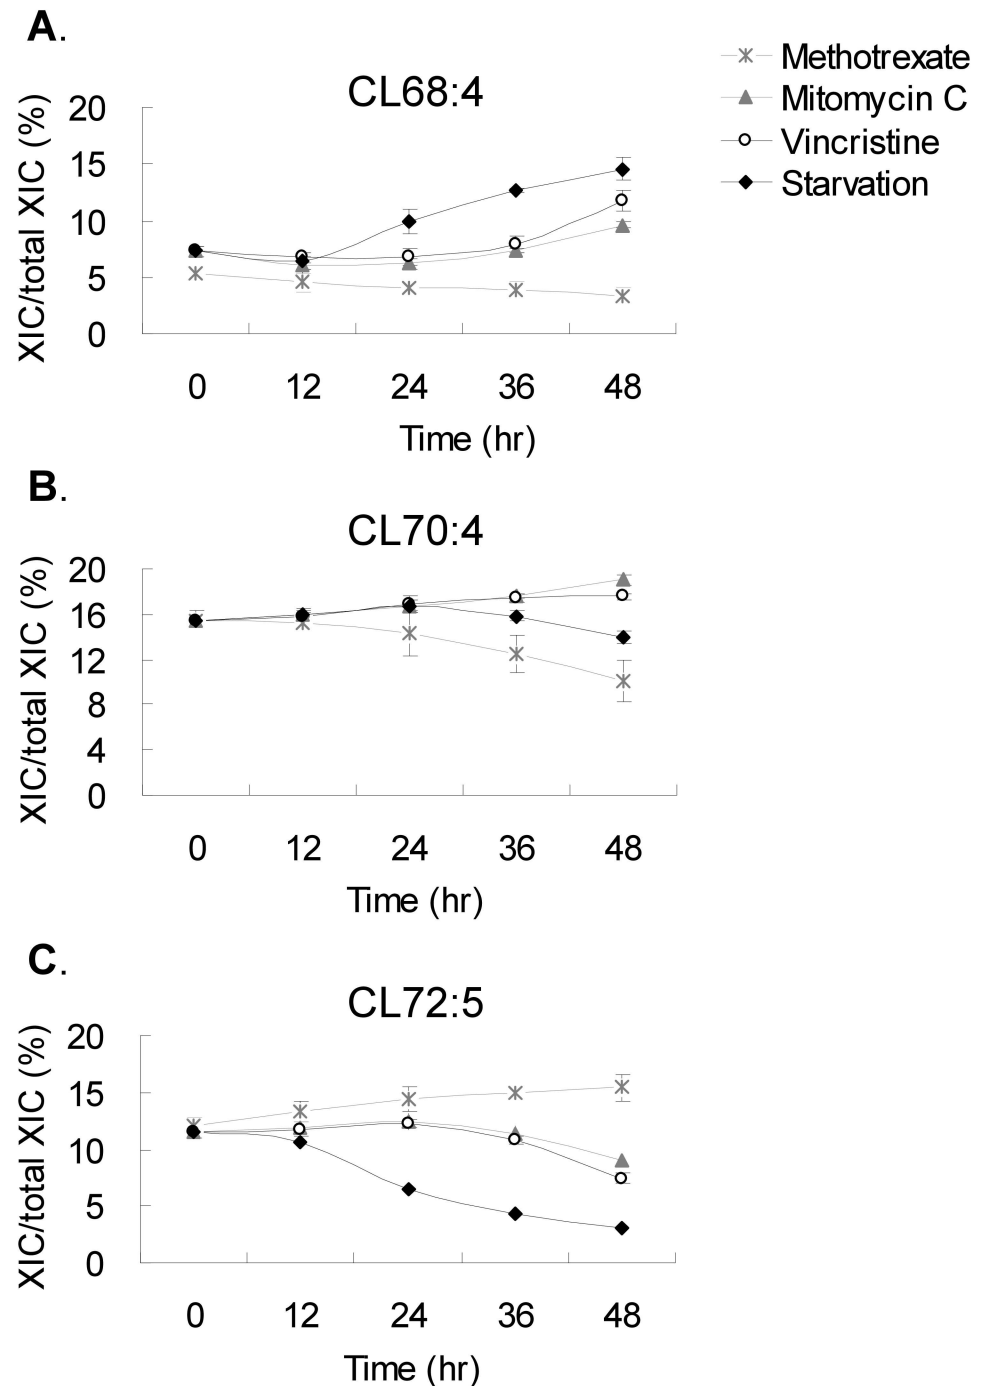 A.
CL68:4
Methotrexate
Mitomycin C
Vincristine
Starvation
XIC/total XIC (%)
20
15
10
5
0
0 12 24 36 48
Time (hr)
B.
CL70:4
XIC/total XIC (%)
20
16
12
8
4
0
0 12 24 36 48
Time (hr)
C.
CL72:5
XIC/total XIC (%)
20
15
10
5
0
0 12 24 36 48
Time (hr)